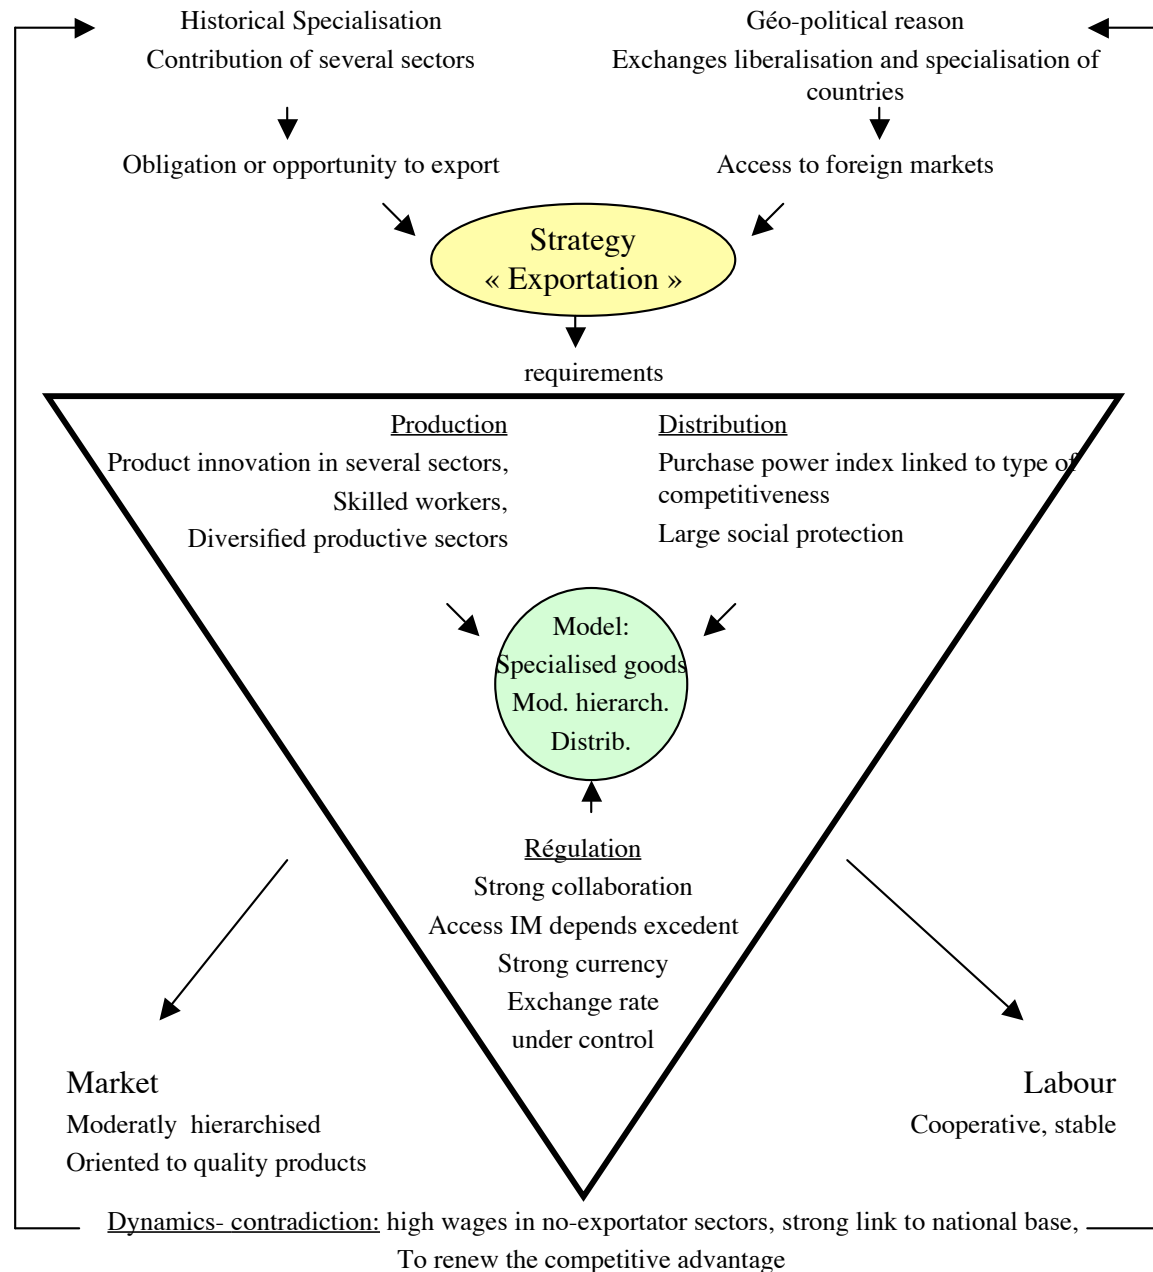 Historical Specialisation
Contribution of several sectors
Géo-political reason
Exchanges liberalisation and specialisation of
countries
Obligation or opportunity to export
Access to foreign markets
Strategy
« Exportation »
requirements
Production
Product innovation in several sectors,
Skilled workers,
Diversified productive sectors
Distribution
Purchase power index linked to type of
competitiveness
Large social protection
Model:
Specialised goods
Mod. hierarch.
Distrib.
Régulation
Strong collaboration
Access IM depends excedent
Strong currency
Exchange rate
under control
Market
Moderatly  hierarchised
Oriented to quality products
Labour
Cooperative, stable
Dynamics- contradiction: high wages in no-exportator sectors, strong link to national base,
To renew the competitive advantage